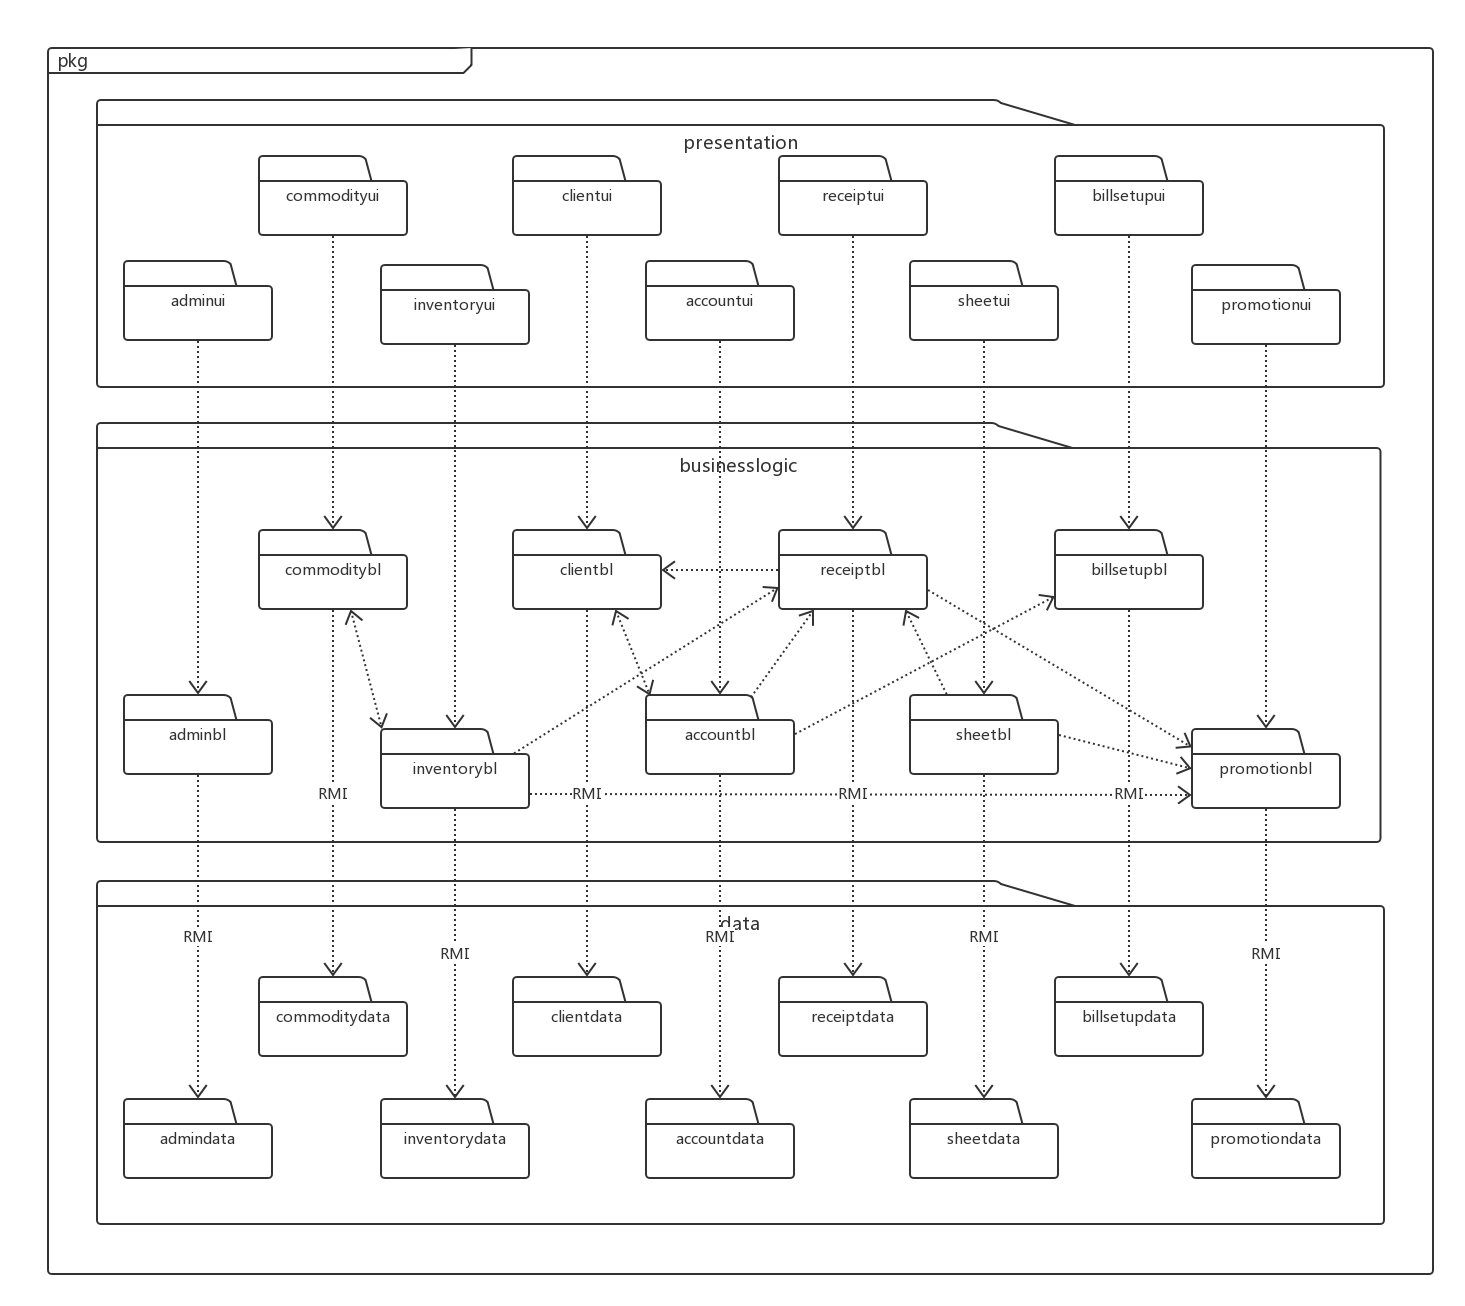 pkg
presentation
commodityui
clientui
receiptui
billsetupui
adminui
inventoryui
accountui
sheetui
promotionui
businesslogic
commoditybl
clientbl
receiptbl
billsetupbl
adminbl
inventorybl
accountbl
sheetbl
promotionbl
RMI
RMI
RMI
RMI
data
RMI
RMI
RMI
RMI
RMI
commoditydata
clientdata
receiptdata
billsetupdata
admindata
inventorydata
accountdata
sheetdata
promotiondata